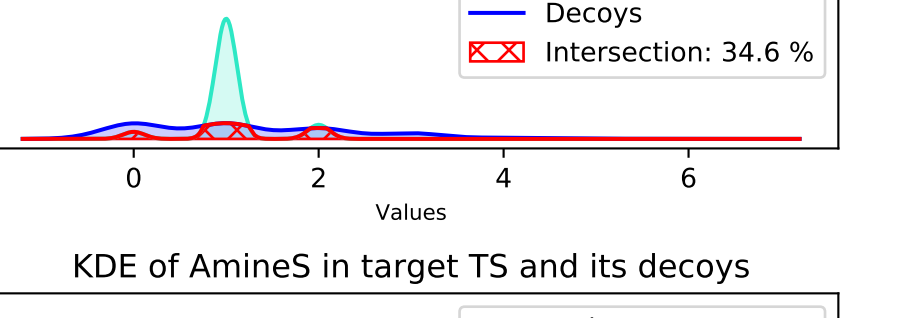 Decoys
Intersection: 34.6 %
0 2 4 6
Values
KDE of AmineS in target TS and its decoys